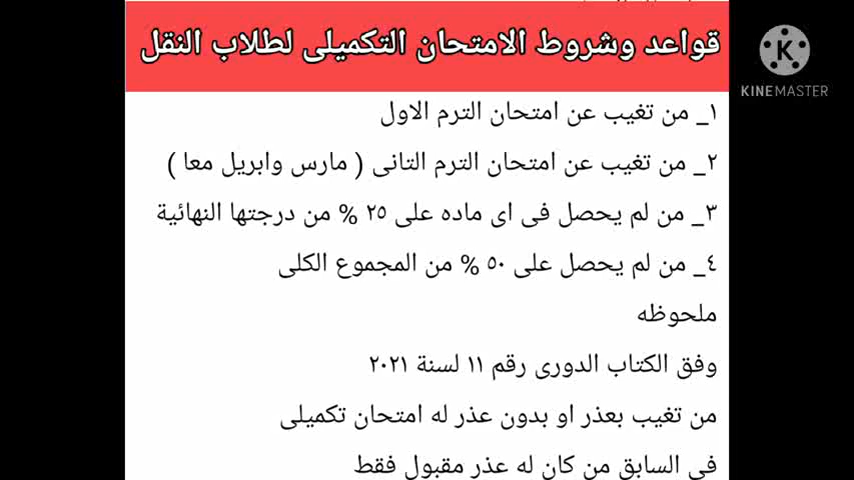 قواعد وشروط الامتحان التكميلى لطلاب النقل
K
KINEMASTER
١_ من تغيب عن امتحان الترم الاول
٢_ من تغيب عن امتحان الترم التانى ( مارس وابريل معا )
٣_ من لم يحصل فى اى ماده على ٢٥ % من درجتها النهائية
٤_ من لم يحصل على ٥٠ % من المجموع الكلى
ملحوظه
وفق الكتاب الدورى رقم ١١ لسنة ٢٠٢١
من تغيب بعذر او بدون عذر له امتحان تكميلى
فى السابق من كان له عذر مقبول فقط